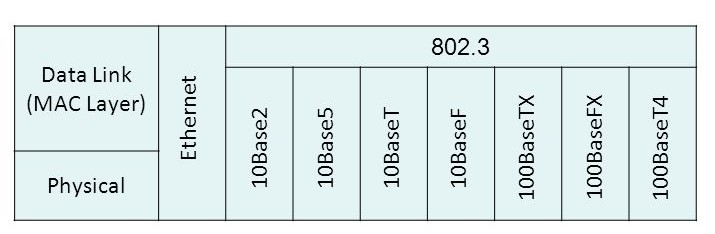 802.3
Data Link
(MAC Layer)
Physical
Ethernet
10Base2
10Base5
10BaseT
10BaseF
100BaseTX
100BaseFX
100BaseT4